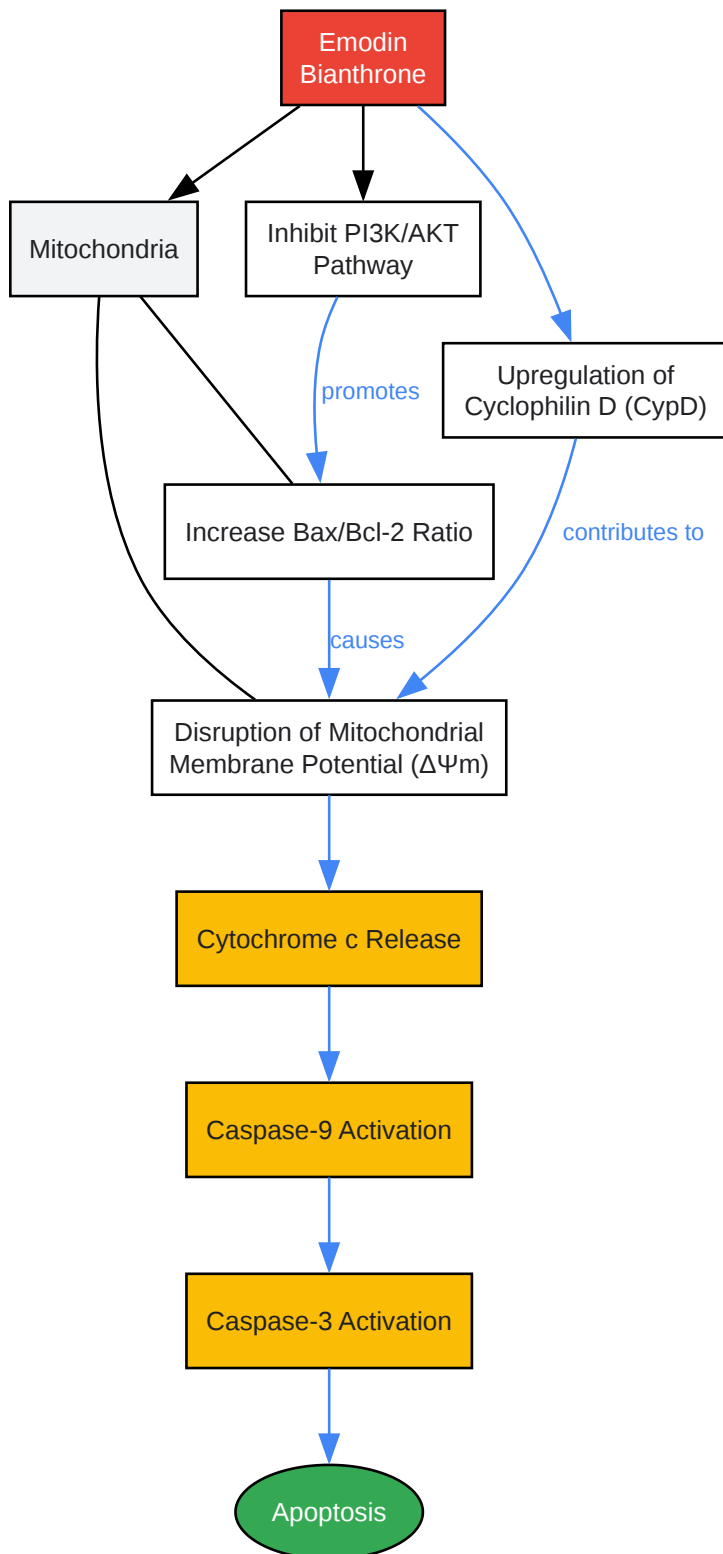 Emodin
Bianthrone
Mitochondria
Inhibit PI3K/AKT
Pathway
Upregulation of
Cyclophilin D (CypD)
promotes
Increase Bax/Bcl-2 Ratio
contributes to
causes
Disruption of Mitochondrial
Membrane Potential (ΔΨm)
Cytochrome c Release
Caspase-9 Activation
Caspase-3 Activation
Apoptosis